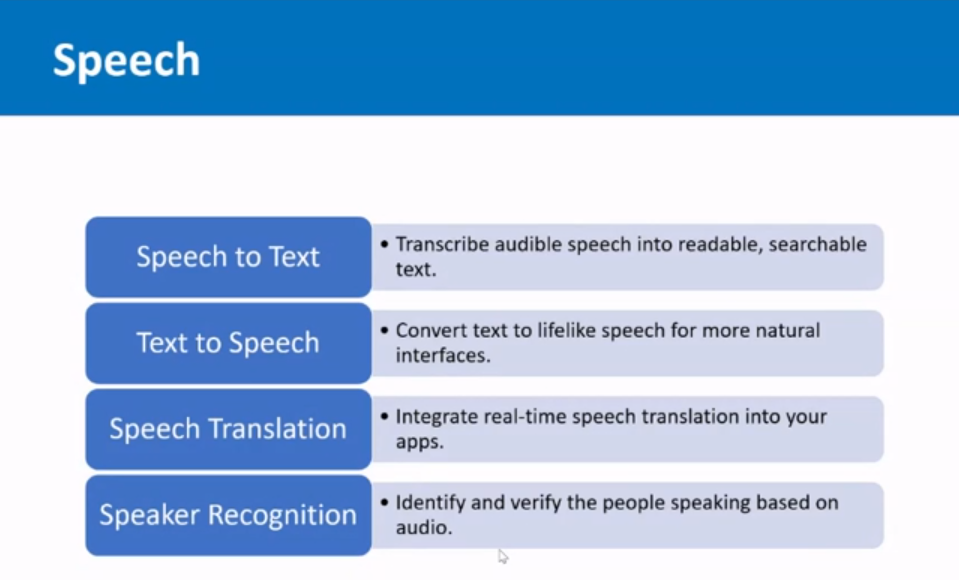 Speech
Speech to Text
• Transcribe audible speech into readable, searchable
text.
Text to Speech
• Convert text to lifelike speech for more natural
interfaces.
Speech Translation
• Integrate real-time speech translation into your
apps.
Speaker Recognition
• Identify and verify the people speaking based on
audio.